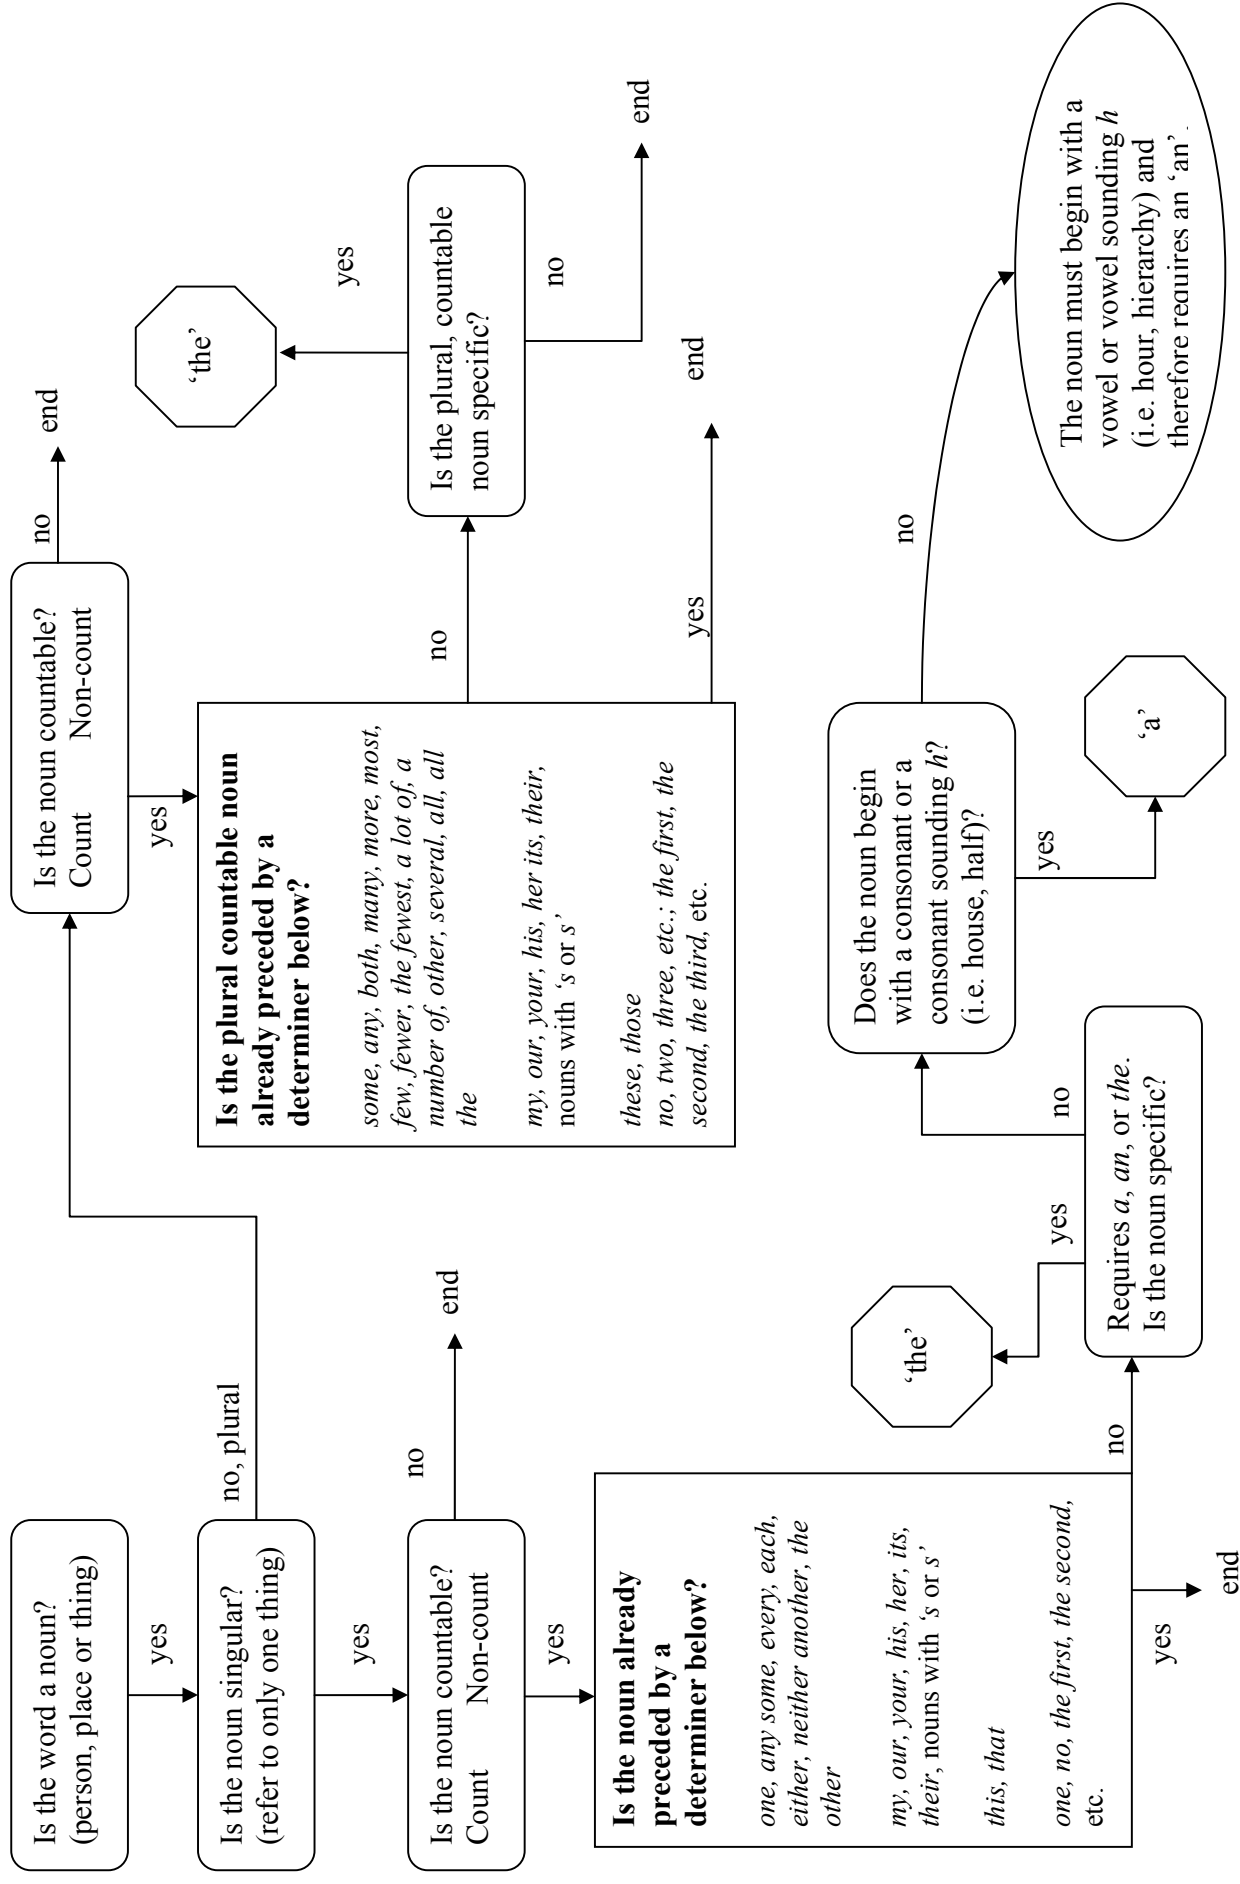 Is the word a noun?
(person, place or thing)
yes
Is the noun singular?
(refer to only one thing)
no, plural
yes
Is the noun countable?
Count Non-count
no
end
yes
Is the noun already
preceded by a
determiner below?
one, any some, every, each,
either, neither another, the
other
my, our, your, his, her, its,
their, nouns with ‘s or s’
this, that
one, no, the first, the second,
etc.
yes
end
no
Requires a, an, or the.
Is the noun specific?
yes
‘the’
no
Does the noun begin
with a consonant or a
consonant sounding h?
(i.e. house, half)?
yes
‘a’
no
The noun must begin with a
vowel or vowel sounding h
(i.e. hour, hierarchy) and
therefore requires an ‘an’.
Is the noun countable?
Count Non-count
no
end
yes
Is the plural countable noun
already preceded by a
determiner below?
some, any, both, many, more, most,
few, fewer, the fewest, a lot of, a
number of, other, several, all, all
the
my, our, your, his, her its, their,
nouns with ‘s or s’
these, those
no, two, three, etc.; the first, the
second, the third, etc.
yes
end
no
Is the plural, countable
noun specific?
yes
‘the’
no
end